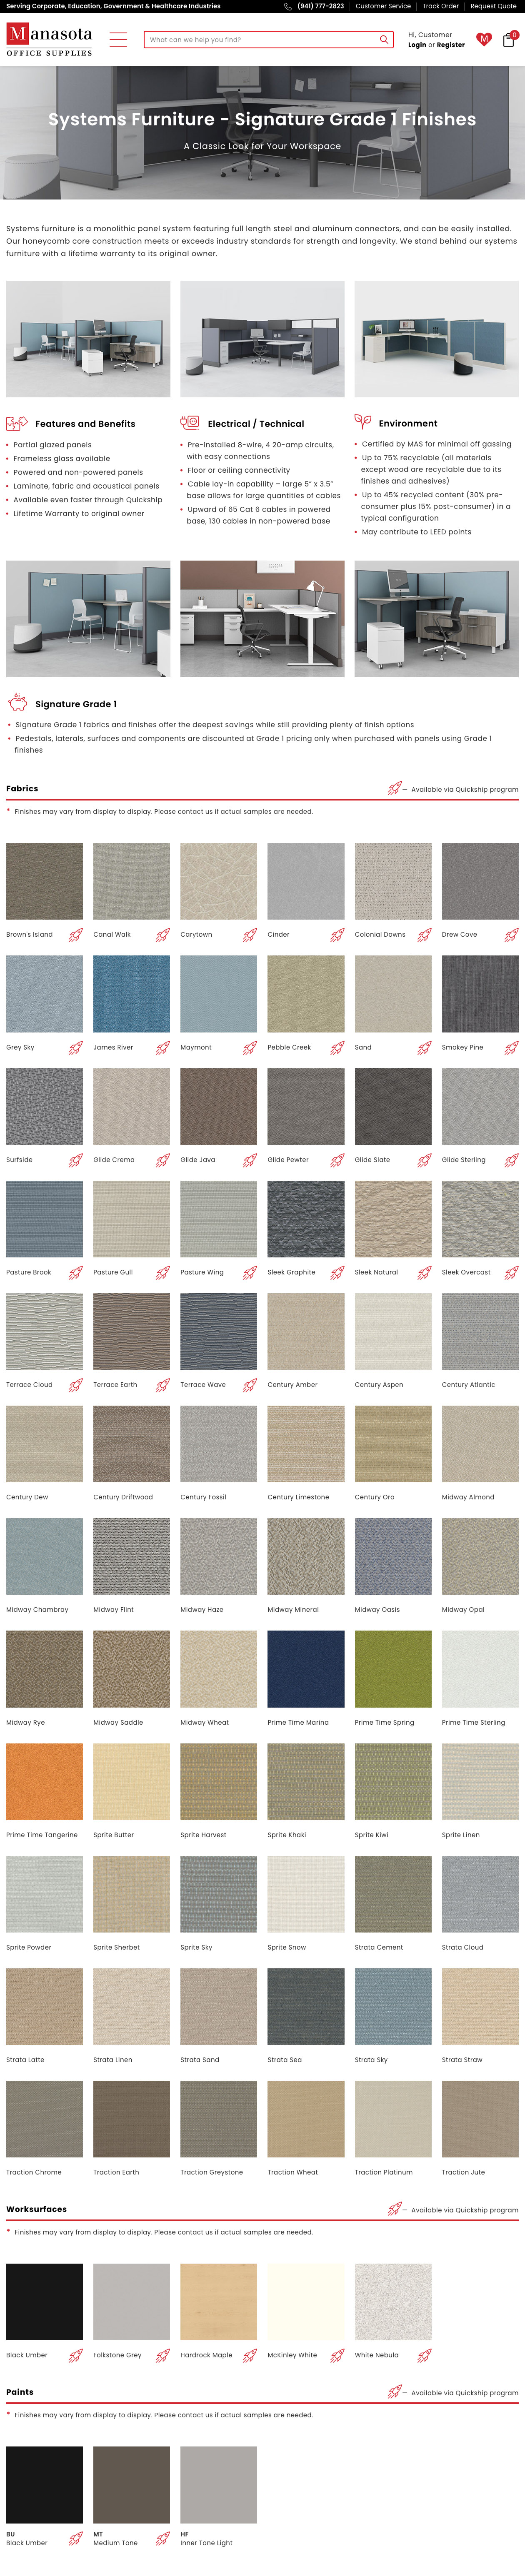 Serving Corporate, Education, Government & Healthcare Industries
(941) 777-2823
Customer Service
Track Order
Request Quote
Manasota
OFFICE SUPPLIES
What can we help you find?
Hi, Customer
Login or Register
M
0
Systems Furniture - Signature Grade 1 Finishes
A Classic Look for Your Workspace
Systems furniture is a monolithic panel system featuring full length steel and aluminum connectors, and can be easily installed.
Our honeycomb core construction meets or exceeds industry standards for strength and longevity. We stand behind our systems
furniture with a lifetime warranty to its original owner.
Features and Benefits
• Partial glazed panels
• Frameless glass available
• Powered and non-powered panels
• Laminate, fabric and acoustical panels
• Available even faster through Quickship
• Lifetime Warranty to original owner
Electrical / Technical
• Pre-installed 8-wire, 4 20-amp circuits,
with easy connections
• Floor or ceiling connectivity
• Cable lay-in capability – large 5" x 3.5"
base allows for large quantities of cables
• Upward of 65 Cat 6 cables in powered
base, 130 cables in non-powered base
Environment
• Certified by MAS for minimal off gassing
• Up to 75% recyclable (all materials
except wood are recyclable due to its
finishes and adhesives)
• Up to 45% recycled content (30% pre-
consumer plus 15% post-consumer) in a
typical configuration
• May contribute to LEED points
Signature Grade 1
• Signature Grade 1 fabrics and finishes offer the deepest savings while still providing plenty of finish options
• Pedestals, laterals, surfaces and components are discounted at Grade 1 pricing only when purchased with panels using Grade 1
finishes
Fabrics
– Available via Quickship program
* Finishes may vary from display to display. Please contact us if actual samples are needed.
Brown's Island
Canal Walk
Carytown
Cinder
Colonial Downs
Drew Cove
Grey Sky
James River
Maymont
Pebble Creek
Sand
Smokey Pine
Surfside
Glide Crema
Glide Java
Glide Pewter
Glide Slate
Glide Sterling
Pasture Brook
Pasture Gull
Pasture Wing
Sleek Graphite
Sleek Natural
Sleek Overcast
Terrace Cloud
Terrace Earth
Terrace Wave
Century Amber
Century Aspen
Century Atlantic
Century Dew
Century Driftwood
Century Fossil
Century Limestone
Century Oro
Midway Almond
Midway Chambray
Midway Flint
Midway Haze
Midway Mineral
Midway Oasis
Midway Opal
Midway Rye
Midway Saddle
Midway Wheat
Prime Time Marina
Prime Time Spring
Prime Time Sterling
Prime Time Tangerine
Sprite Butter
Sprite Harvest
Sprite Khaki
Sprite Kiwi
Sprite Linen
Sprite Powder
Sprite Sherbet
Sprite Sky
Sprite Snow
Strata Cement
Strata Cloud
Strata Latte
Strata Linen
Strata Sand
Strata Sea
Strata Sky
Strata Straw
Traction Chrome
Traction Earth
Traction Greystone
Traction Wheat
Traction Platinum
Traction Jute
Worksurfaces
– Available via Quickship program
* Finishes may vary from display to display. Please contact us if actual samples are needed.
Black Umber
Folkstone Grey
Hardrock Maple
McKinley White
White Nebula
Paints
– Available via Quickship program
* Finishes may vary from display to display. Please contact us if actual samples are needed.
BU
Black Umber
MT
Medium Tone
HF
Inner Tone Light